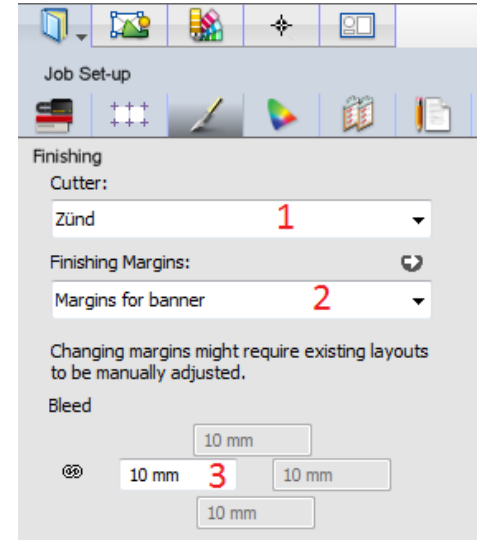 Job Set-up
Finishing
Cutter:
Zünd 1
Finishing Margins:
Margins for banner 2
Changing margins might require existing layouts
to be manually adjusted.
Bleed
10 mm
10 mm 3 10 mm
10 mm